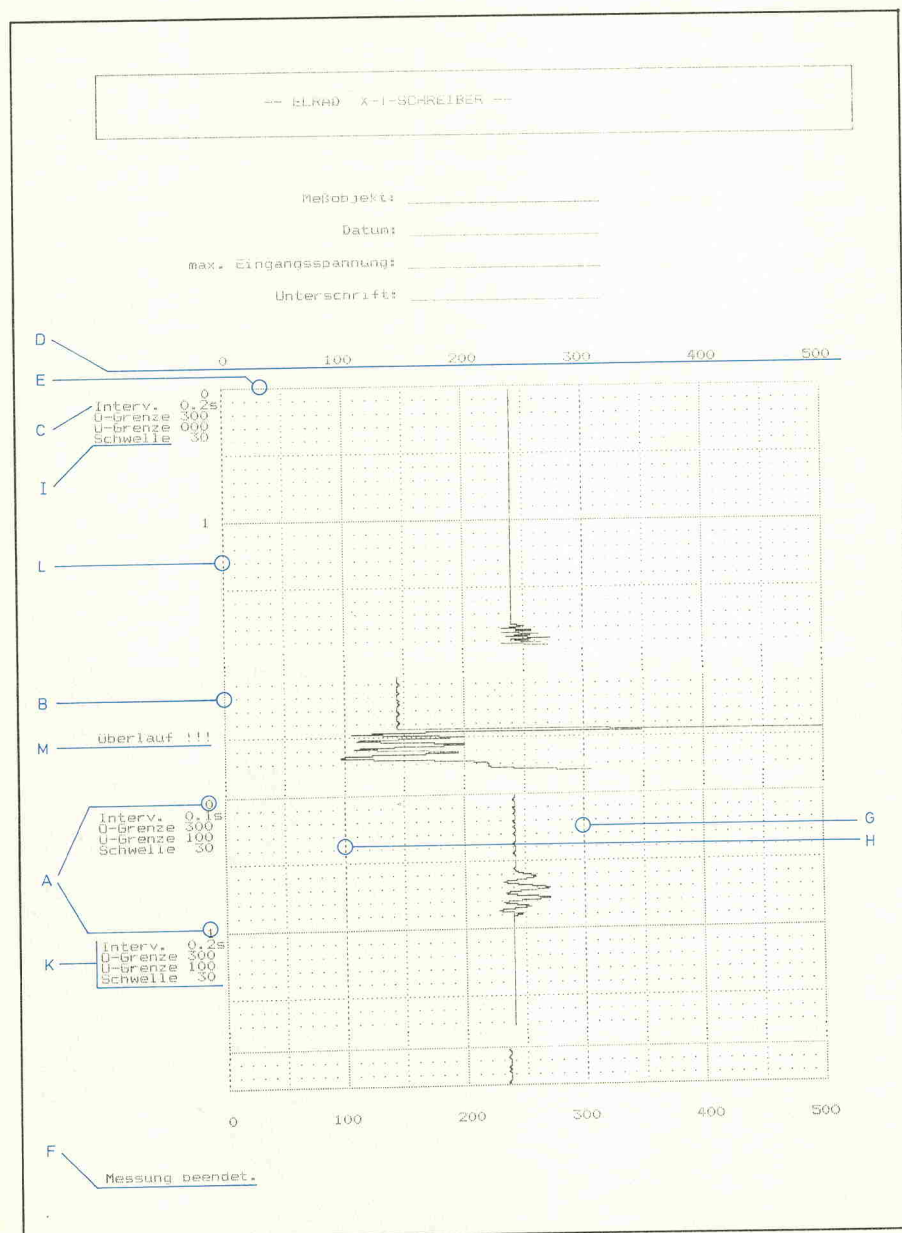 -- ELRAD X-T-SCHREIBER --
Meßobjekt:
Datum:
max. Eingangsspannung:
Unterschrift:
D
0 100 200 300 400 500
E
0
Interv. 0.2s
O-Grenze 300
C
U-Grenze 000
Schwelle 30
I
1
L
B
M
Überlauf !!!
0
Interv. 0.1s
O-Grenze 300
U-Grenze 100
Schwelle 30
G
H
A
1
Interv. 0.2s
O-Grenze 300
K
U-Grenze 100
Schwelle 30
0 100 200 300 400 500
F
Messung beendet.